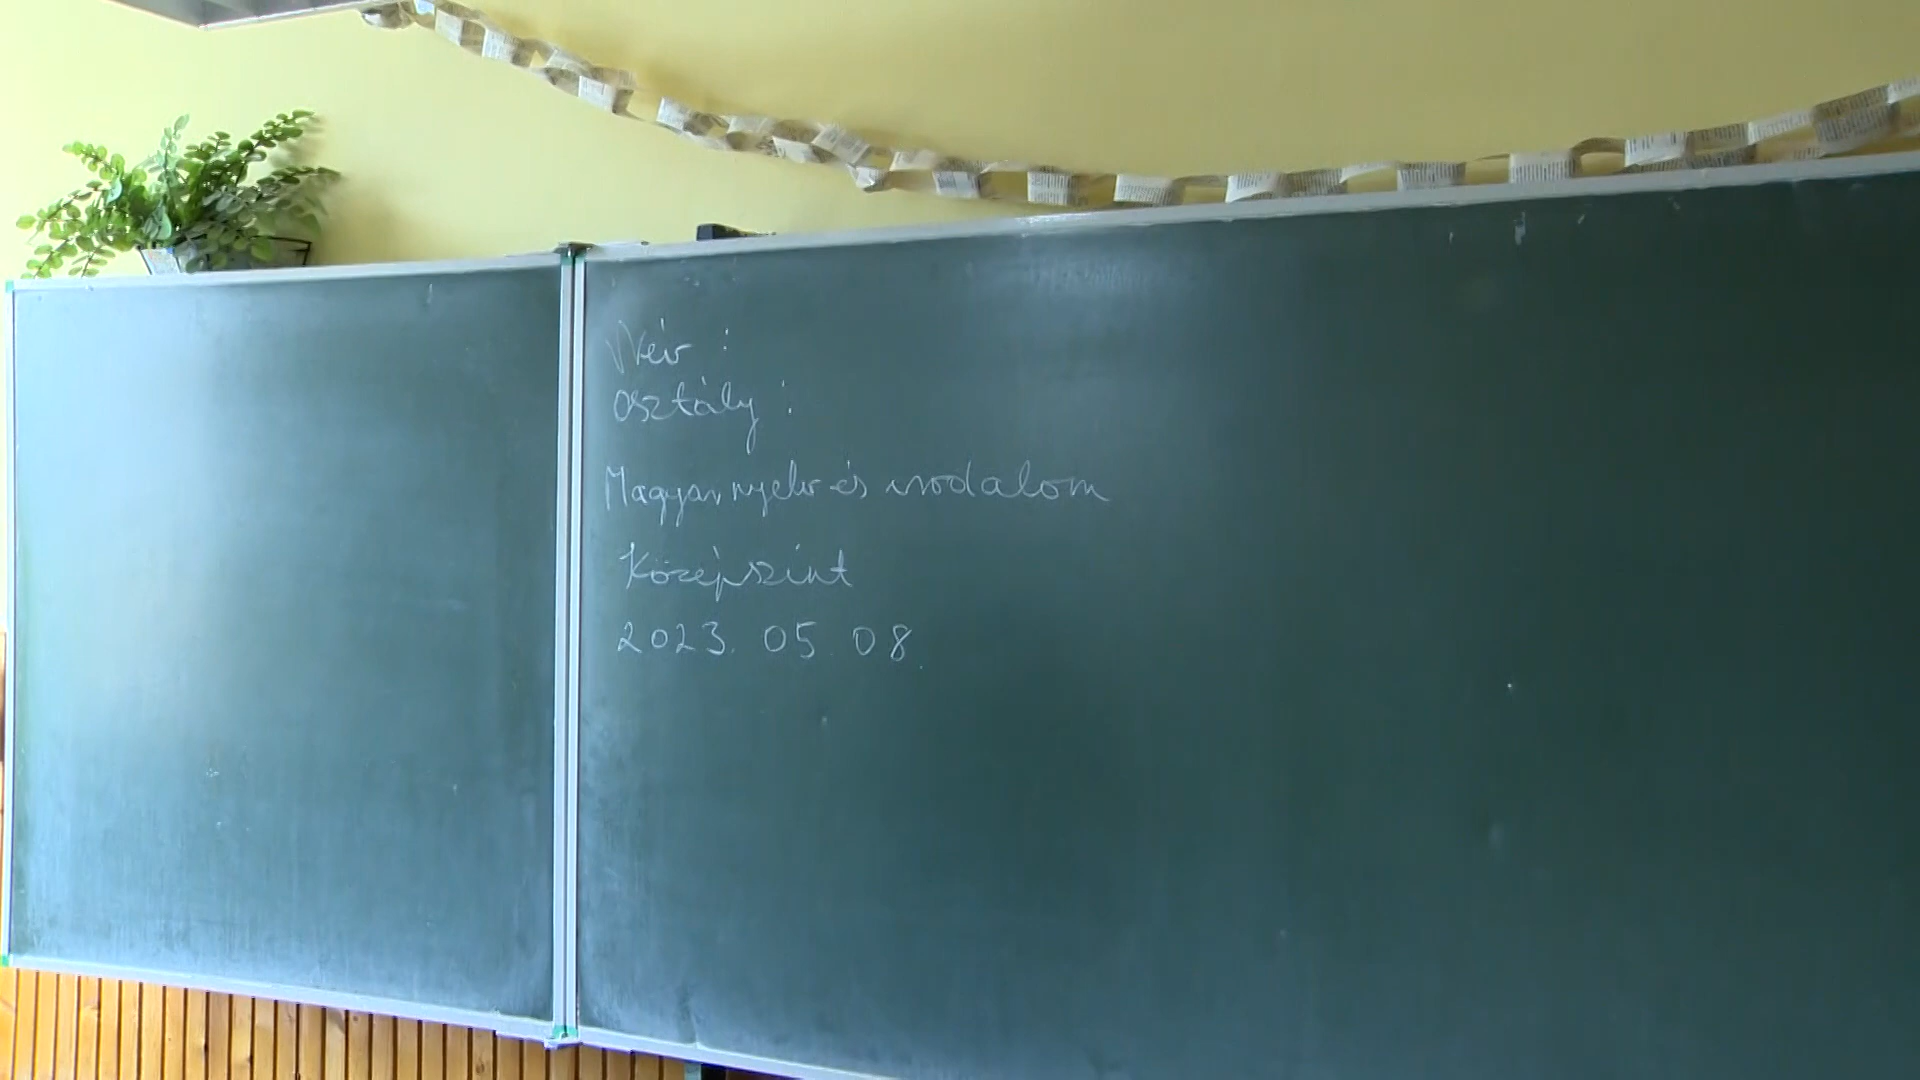 Név :
osztály :
Magyar nyelv és irodalom
Középszint
2023. 05. 08.